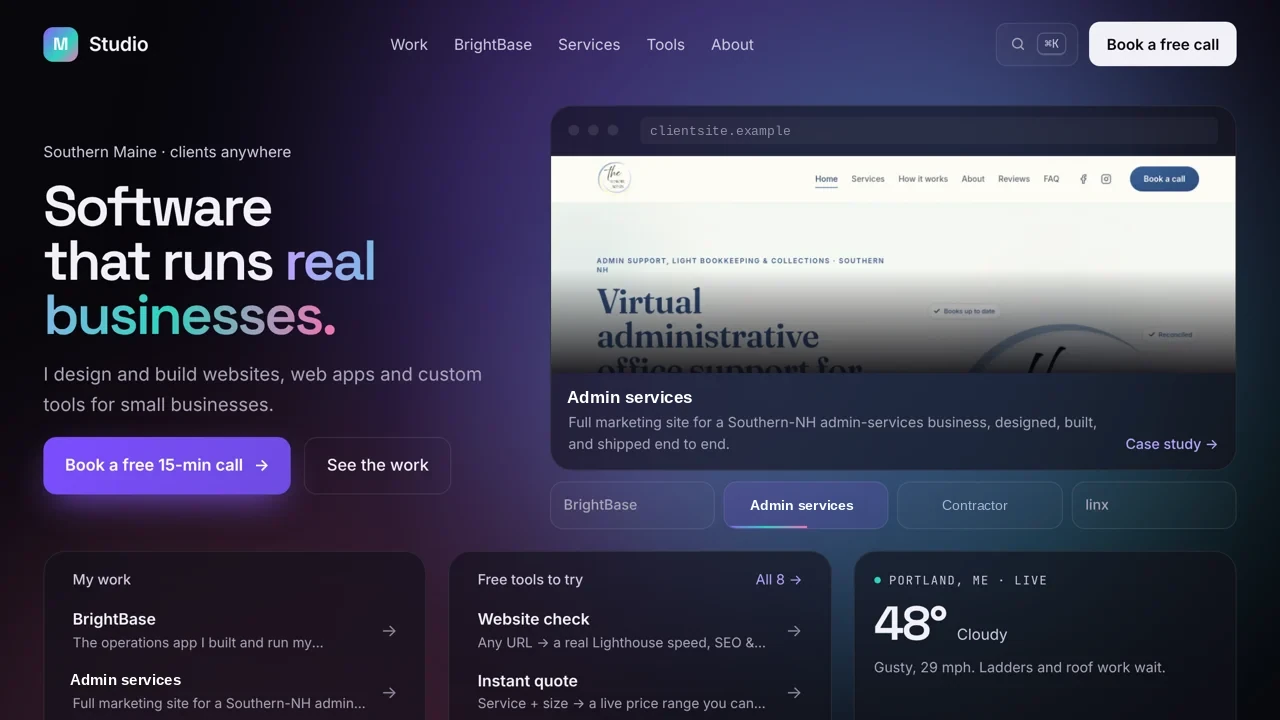 M Studio
Work BrightBase Services Tools About
⌘K
Book a free call
Southern Maine · clients anywhere
Software
that runs real
businesses.
I design and build websites, web apps and custom
tools for small businesses.
Book a free 15-min call →
See the work
clientsite.example
the
Home Services How it works About Reviews FAQ
Book a call
ADMIN SUPPORT, LIGHT BOOKKEEPING & COLLECTIONS · SOUTHERN
NH
Virtual
administrative
office support for
Books up to date
Reconciled
Admin services
Full marketing site for a Southern-NH admin-services business, designed, built,
and shipped end to end.
Case study →
BrightBase
Admin services
Contractor
linx
My work
BrightBase
The operations app I built and run my…
→
Admin services
Full marketing site for a Southern-NH admin…
→
Free tools to try
All 8 →
Website check
Any URL → a real Lighthouse speed, SEO &…
→
Instant quote
Service + size → a live price range you can…
→
PORTLAND, ME · LIVE
48° Cloudy
Gusty, 29 mph. Ladders and roof work wait.